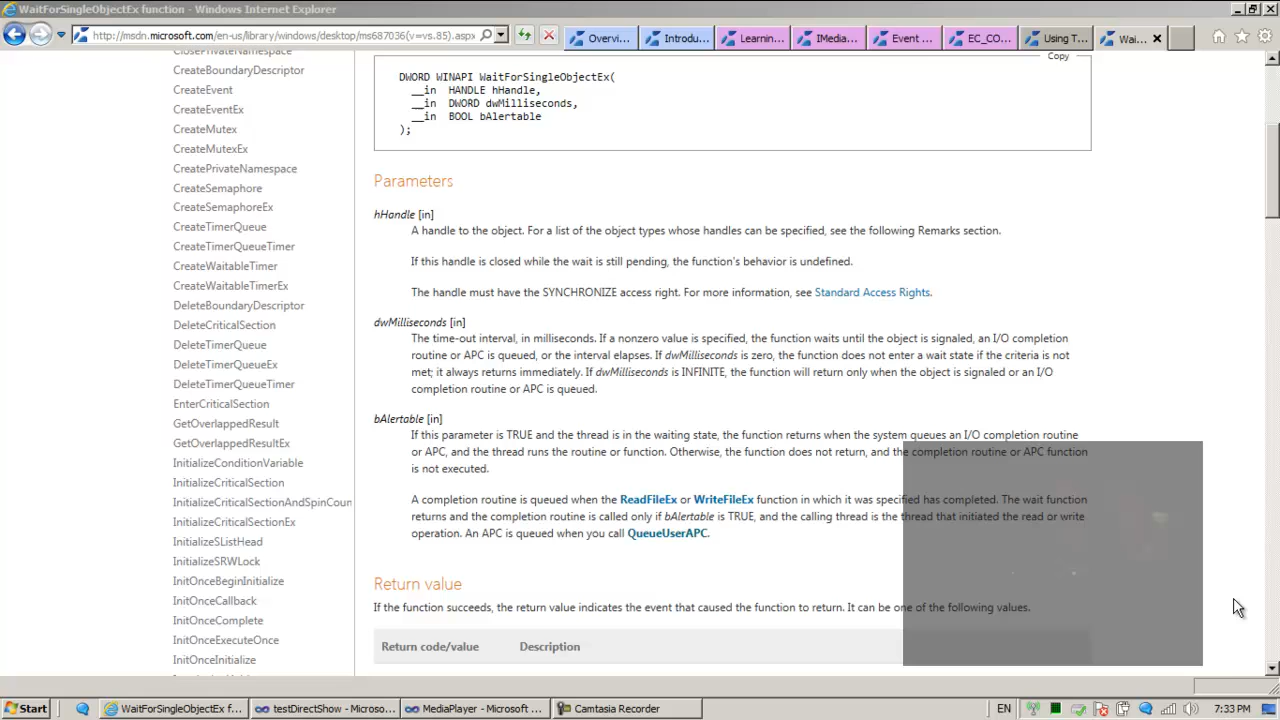 WaitForSingleObjectEx function - Windows Internet Explorer
http://msdn.microsoft.com/en-us/library/windows/desktop/ms687036(v=vs.85).aspx
Overvi...
Introdu...
Learnin...
IMedia...
Event ...
EC_CO...
Using T...
Wai...
ClosePrivateNamespace
CreateBoundaryDescriptor
CreateEvent
CreateEventEx
CreateMutex
CreateMutexEx
CreatePrivateNamespace
CreateSemaphore
CreateSemaphoreEx
CreateTimerQueue
CreateTimerQueueTimer
CreateWaitableTimer
CreateWaitableTimerEx
DeleteBoundaryDescriptor
DeleteCriticalSection
DeleteTimerQueue
DeleteTimerQueueEx
DeleteTimerQueueTimer
EnterCriticalSection
GetOverlappedResult
GetOverlappedResultEx
InitializeConditionVariable
InitializeCriticalSection
InitializeCriticalSectionAndSpinCoun
InitializeCriticalSectionEx
InitializeSListHead
InitializeSRWLock
InitOnceBeginInitialize
InitOnceCallback
InitOnceComplete
InitOnceExecuteOnce
InitOnceInitialize
Copy
DWORD WINAPI WaitForSingleObjectEx(
__in HANDLE hHandle,
__in DWORD dwMilliseconds,
__in BOOL bAlertable
);
Parameters
hHandle [in]
A handle to the object. For a list of the object types whose handles can be specified, see the following Remarks section.
If this handle is closed while the wait is still pending, the function's behavior is undefined.
The handle must have the SYNCHRONIZE access right. For more information, see Standard Access Rights.
dwMilliseconds [in]
The time-out interval, in milliseconds. If a nonzero value is specified, the function waits until the object is signaled, an I/O completion
routine or APC is queued, or the interval elapses. If dwMilliseconds is zero, the function does not enter a wait state if the criteria is not
met; it always returns immediately. If dwMilliseconds is INFINITE, the function will return only when the object is signaled or an I/O
completion routine or APC is queued.
bAlertable [in]
If this parameter is TRUE and the thread is in the waiting state, the function returns when the system queues an I/O completion routine
or APC, and the thread runs the routine or function. Otherwise, the function does not return, and the completion routine or APC function
is not executed.
A completion routine is queued when the ReadFileEx or WriteFileEx function in which it was specified has completed. The wait function
returns and the completion routine is called only if bAlertable is TRUE, and the calling thread is the thread that initiated the read or write
operation. An APC is queued when you call QueueUserAPC.
Return value
If the function succeeds, the return value indicates the event that caused the function to return. It can be one of the following values.
Return code/value Description
Start
WaitForSingleObjectEx f...
testDirectShow - Microso...
MediaPlayer - Microsoft ...
Camtasia Recorder
EN
7:33 PM